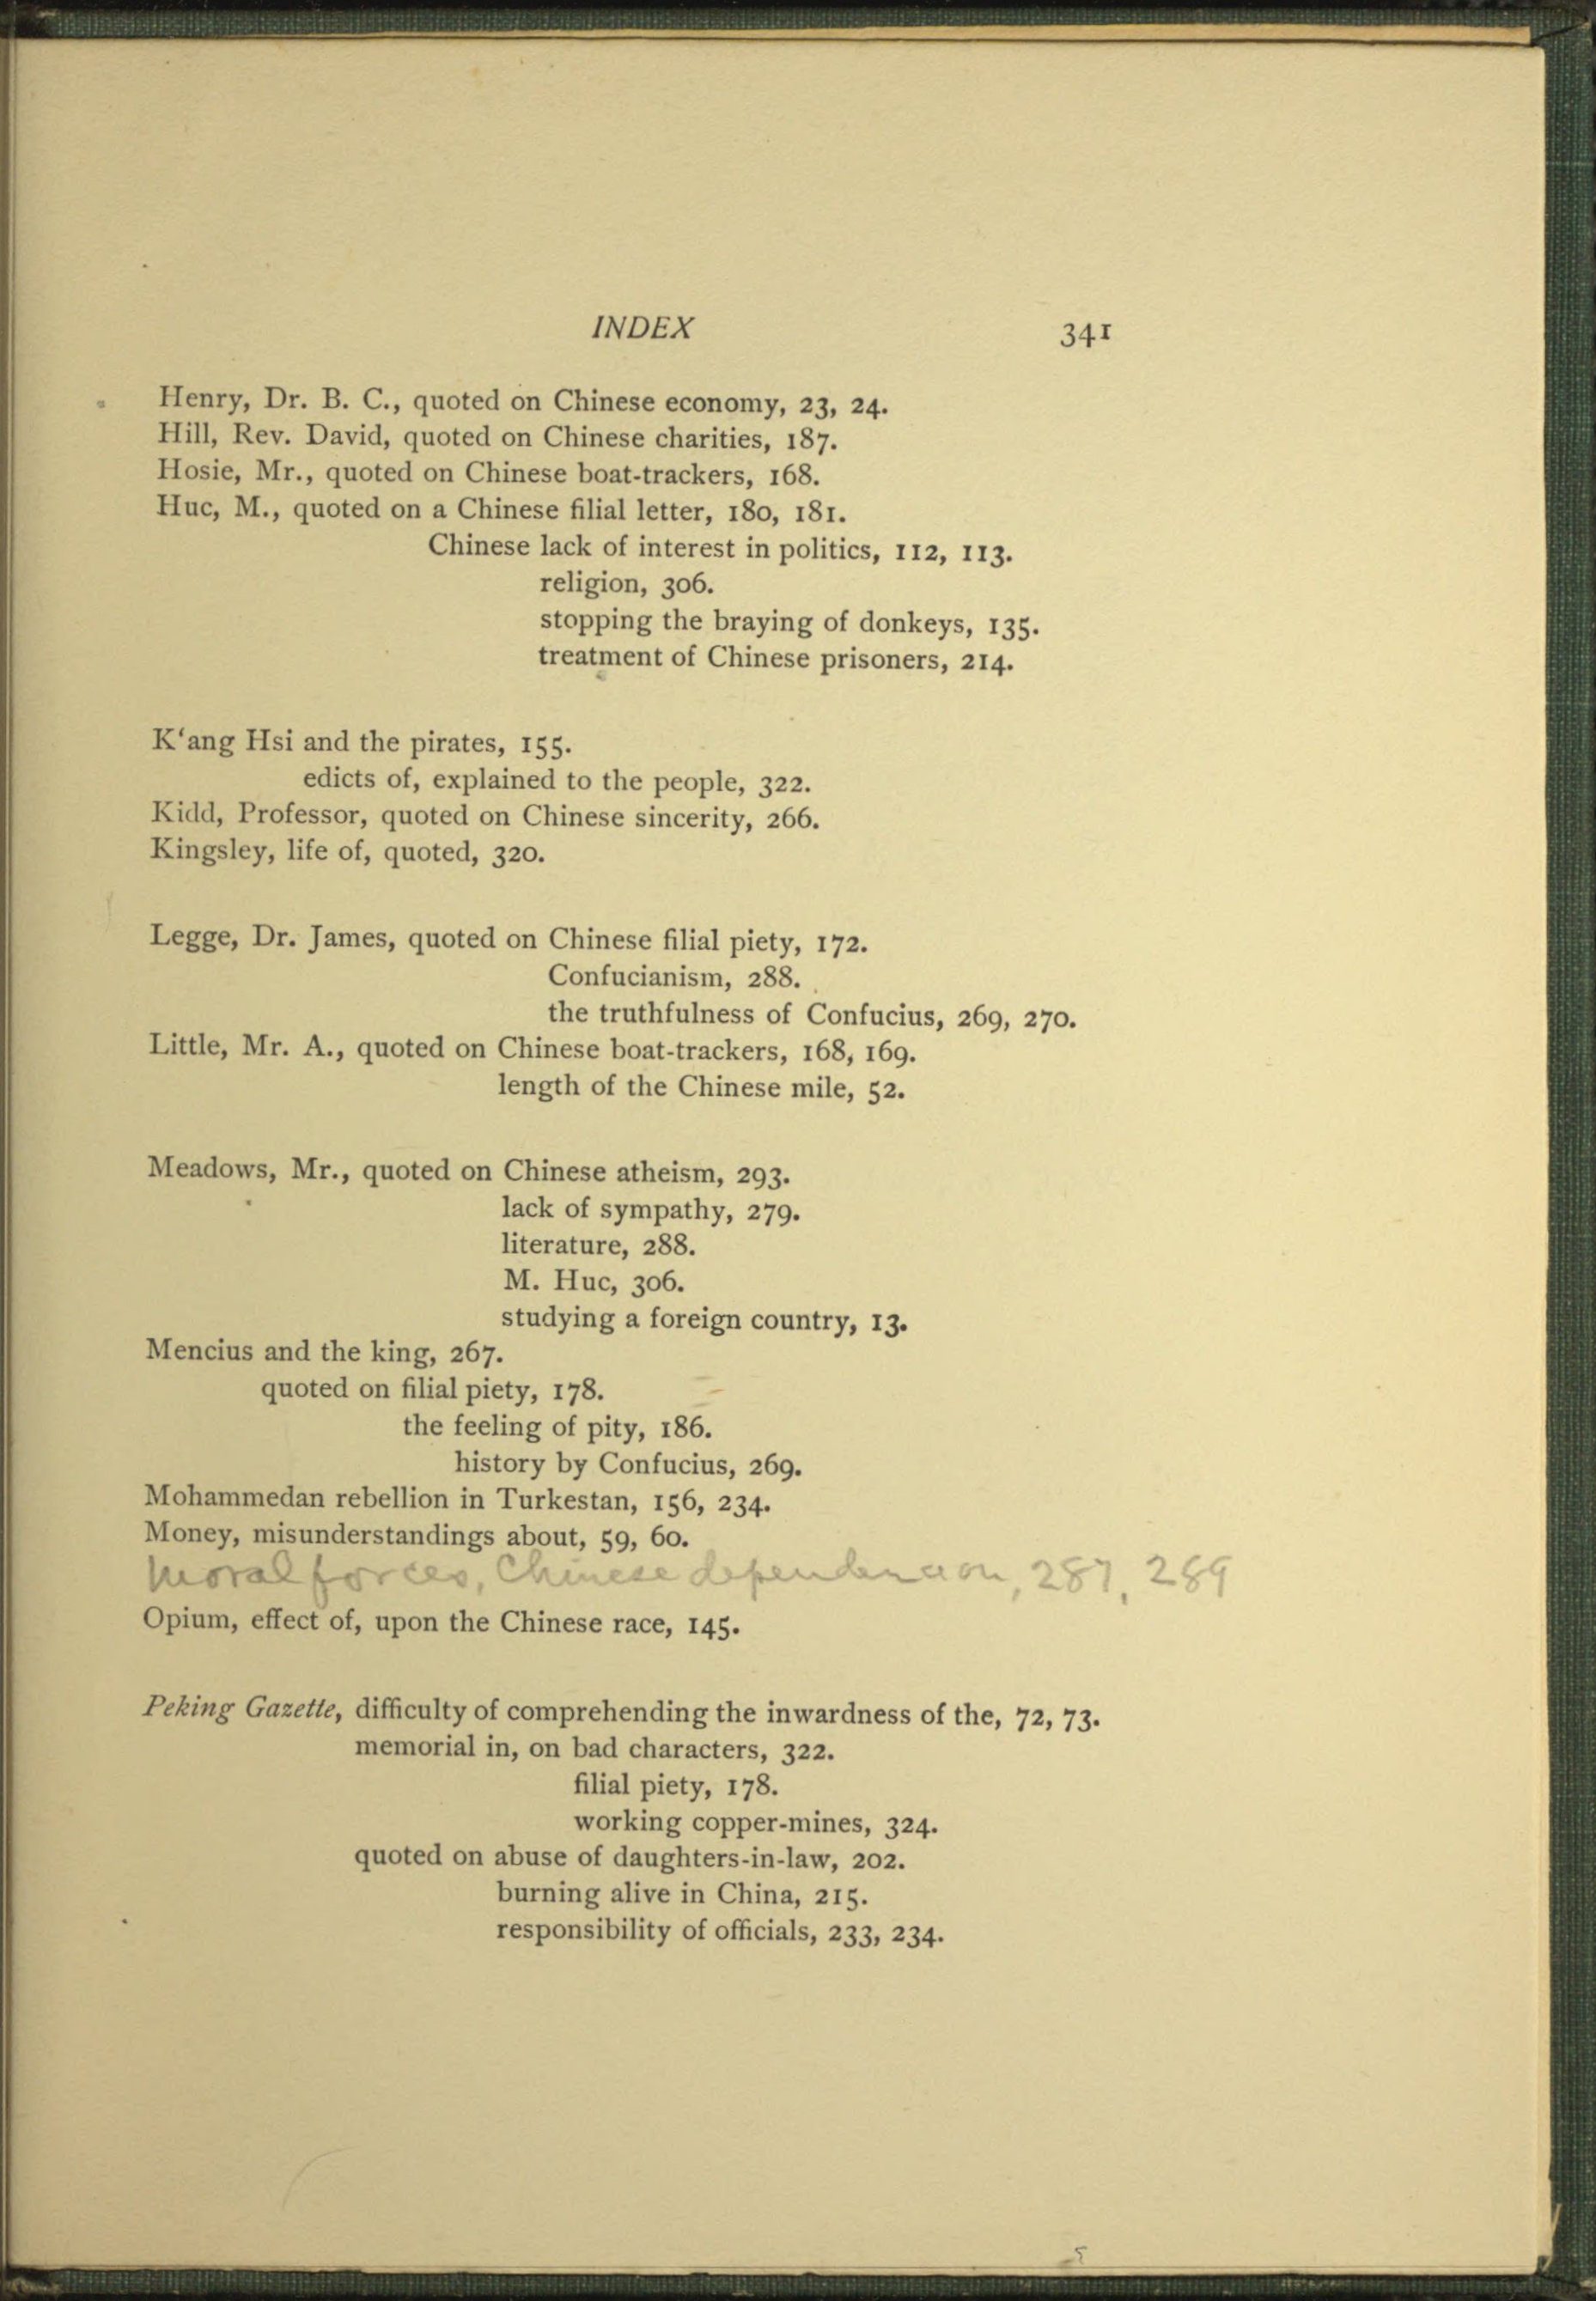 INDEX 341
Henry, Dr. B. C., quoted on Chinese economy, 23, 24.
Hill, Rev. David, quoted on Chinese charities, 187.
Hosie, Mr., quoted on Chinese boat-trackers, 168.
Huc, M., quoted on a Chinese filial letter, 180, 181.
Chinese lack of interest in politics, 112, 113.
religion, 306.
stopping the braying of donkeys, 135.
treatment of Chinese prisoners, 214.
K‘ang Hsi and the pirates, 155.
edicts of, explained to the people, 322.
Kidd, Professor, quoted on Chinese sincerity, 266.
Kingsley, life of, quoted, 320.
Legge, Dr. James, quoted on Chinese filial piety, 172.
Confucianism, 288.
the truthfulness of Confucius, 269, 270.
Little, Mr. A., quoted on Chinese boat-trackers, 168, 169.
length of the Chinese mile, 52.
Meadows, Mr., quoted on Chinese atheism, 293.
lack of sympathy, 279.
literature, 288.
M. Huc, 306.
studying a foreign country, 13.
Mencius and the king, 267.
quoted on filial piety, 178.
the feeling of pity, 186.
history by Confucius, 269.
Mohammedan rebellion in Turkestan, 156, 234.
Money, misunderstandings about, 59, 60.
Moral forces, Chinese dependence on, 287, 289
Opium, effect of, upon the Chinese race, 145.
Peking Gazette, difficulty of comprehending the inwardness of the, 72, 73.
memorial in, on bad characters, 322.
filial piety, 178.
working copper-mines, 324.
quoted on abuse of daughters-in-law, 202.
burning alive in China, 215.
responsibility of officials, 233, 234.